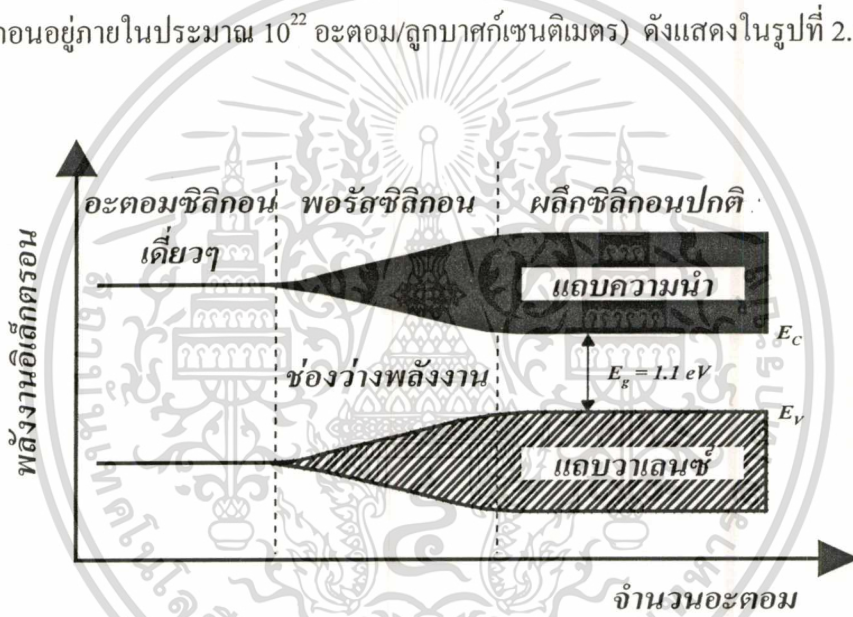 กอนอยู่ภายในประมาณ 10²² อะตอม/ลูกบาศก์เซนติเมตร) ดังแสดงในรูปที่ 2.
อะตอมซิลิกอน
เดี่ยวๆ
พอรัสซิลิกอน
ผลึกซิลิกอนปกติ
พลังงานอิเล็กตรอน
แถบความนำ
E_C
ช่องว่างพลังงาน
E_g = 1.1 eV
E_V
แถบวาเลนซ์
จำนวนอะตอม